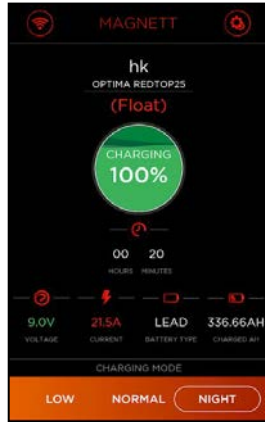 MAGNETT
hk
OPTIMA REDTOP25
(Float)
CHARGING
100%
00 20
HOURS MINUTES
9.0V 21.5A LEAD 336.66AH
VOLTAGE CURRENT BATTERY TYPE CHARGED AH
CHARGING MODE
LOW NORMAL NIGHT